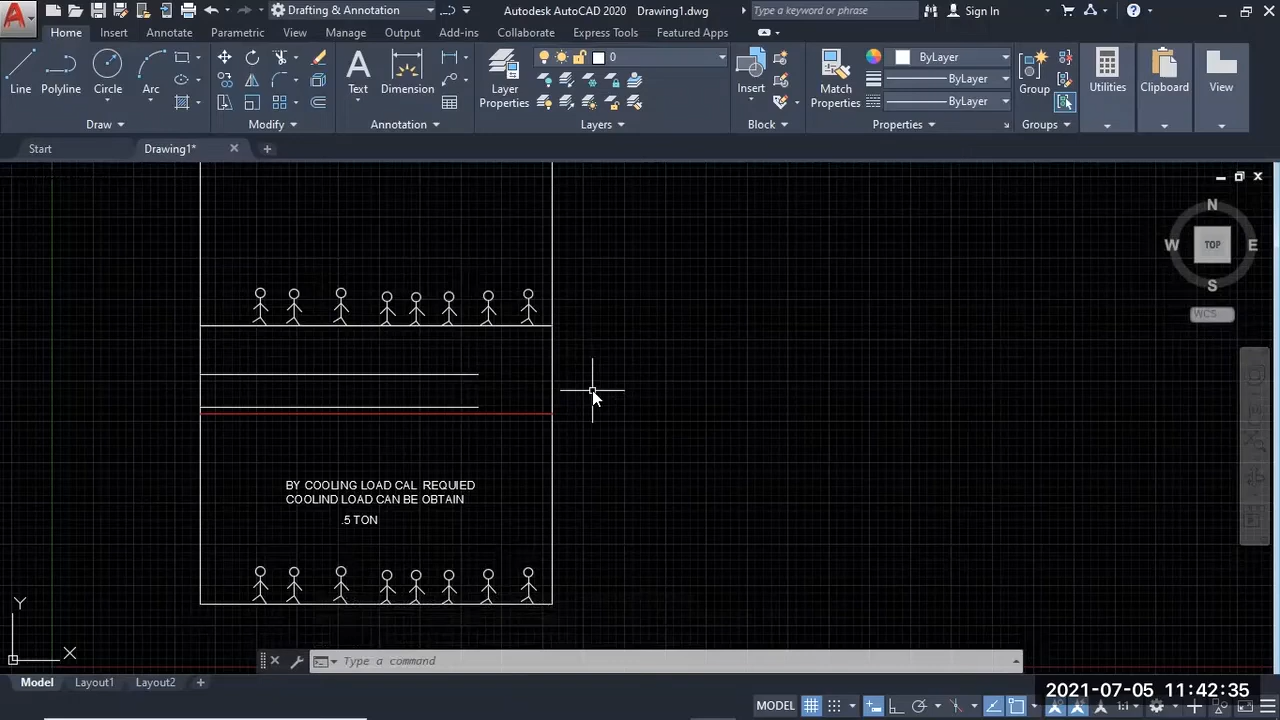 Drafting & Annotation
Autodesk AutoCAD 2020 Drawing1.dwg
Type a keyword or phrase
Sign In
Home Insert Annotate Parametric View Manage Output Add-ins Collaborate Express Tools Featured Apps
Line Polyline Circle Arc
Text Dimension
Layer Properties
0
Insert
Match Properties
ByLayer
ByLayer
ByLayer
Group
Utilities
Clipboard
View
Draw Modify Annotation Layers Block Properties Groups
Start Drawing1*
N
W TOP E
S
WCS
BY COOLING LOAD CAL REQUIED
COOLIND LOAD CAN BE OBTAIN
.5 TON
Y
X
Type a command
Model Layout1 Layout2
2021-07-05 11:42:35
MODEL
1:1